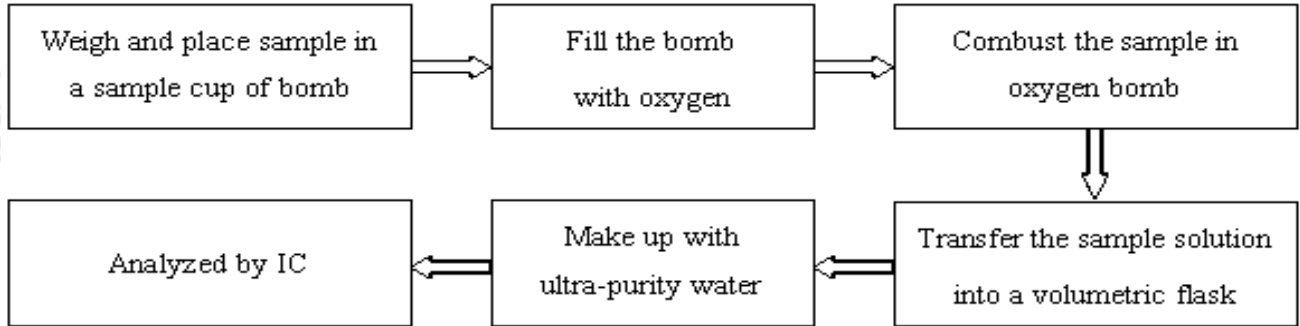 Weigh and place sample in
a sample cup of bomb
Fill the bomb
with oxygen
Combust the sample in
oxygen bomb
Transfer the sample solution
into a volumetric flask
Make up with
ultra-purity water
Analyzed by IC